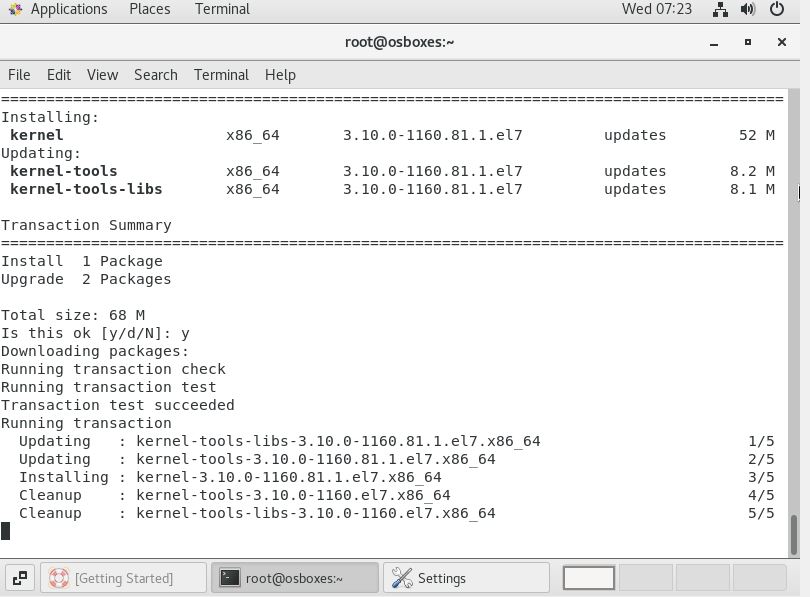 Applications Places Terminal Wed 07:23
root@osboxes:~
File Edit View Search Terminal Help
================================================================================
Installing:
 kernel x86_64 3.10.0-1160.81.1.el7 updates 52 M
Updating:
 kernel-tools x86_64 3.10.0-1160.81.1.el7 updates 8.2 M
 kernel-tools-libs x86_64 3.10.0-1160.81.1.el7 updates 8.1 M
Transaction Summary
================================================================================
Install 1 Package
Upgrade 2 Packages
Total size: 68 M
Is this ok [y/d/N]: y
Downloading packages:
Running transaction check
Running transaction test
Transaction test succeeded
Running transaction
  Updating : kernel-tools-libs-3.10.0-1160.81.1.el7.x86_64 1/5
  Updating : kernel-tools-3.10.0-1160.81.1.el7.x86_64 2/5
  Installing : kernel-3.10.0-1160.81.1.el7.x86_64 3/5
  Cleanup : kernel-tools-3.10.0-1160.el7.x86_64 4/5
  Cleanup : kernel-tools-libs-3.10.0-1160.el7.x86_64 5/5
[Getting Started] root@osboxes:~ Settings